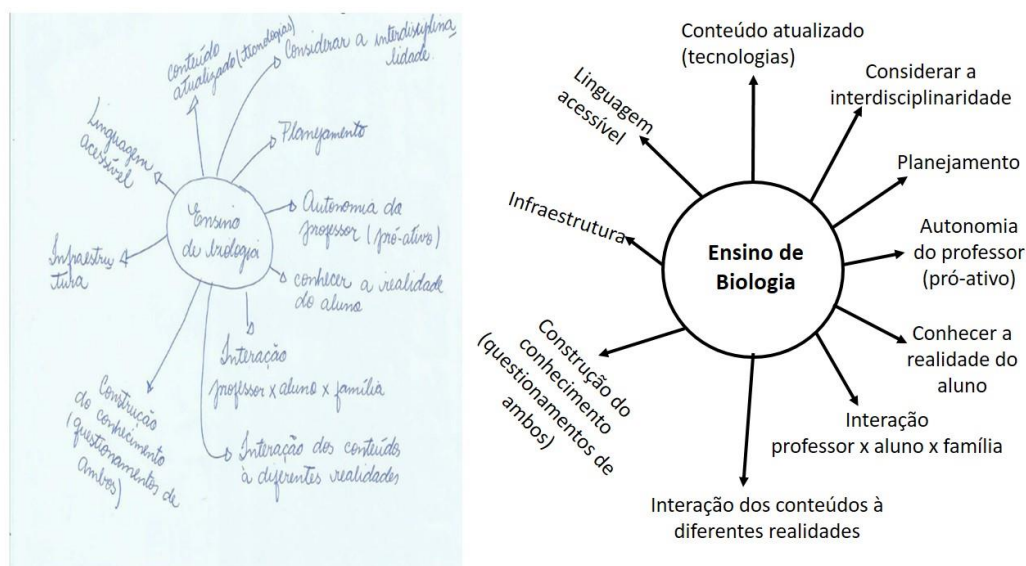 conteúdo
atualizado (tecnologias)
Considerar a interdisciplina
lidade.
Planejamento
Linguagem
acessível
Autonomia do
professor (pró-ativo)
Ensino
de biologia
Infraestru
tura
conhecer a realidade
do aluno
Interação
professor x aluno x família
Construção
do conhecimento
(questionamentos de
ambos)
Interação dos conteúdos
à diferentes realidades
Conteúdo atualizado
(tecnologias)
Considerar a
interdisciplinaridade
Linguagem
acessível
Planejamento
Infraestrutura
Autonomia
do professor
(pró-ativo)
Ensino de
Biologia
Conhecer a
realidade do
aluno
Construção do
conhecimento
(questionamentos de
ambos)
Interação
professor x aluno x família
Interação dos conteúdos à
diferentes realidades